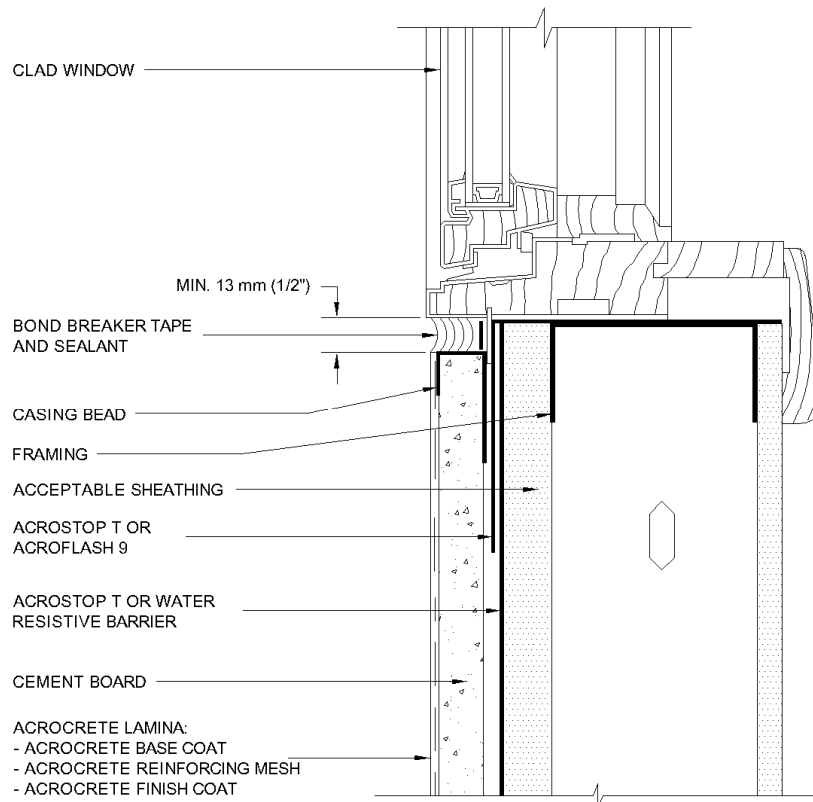 CLAD WINDOW
MIN. 13 mm (1/2")
BOND BREAKER TAPE
AND SEALANT
CASING BEAD
FRAMING
ACCEPTABLE SHEATHING
ACROSTOP T OR
ACROFLASH 9
ACROSTOP T OR WATER
RESISTIVE BARRIER
CEMENT BOARD
ACROCRETE LAMINA:
- ACROCRETE BASE COAT
- ACROCRETE REINFORCING MESH
- ACROCRETE FINISH COAT